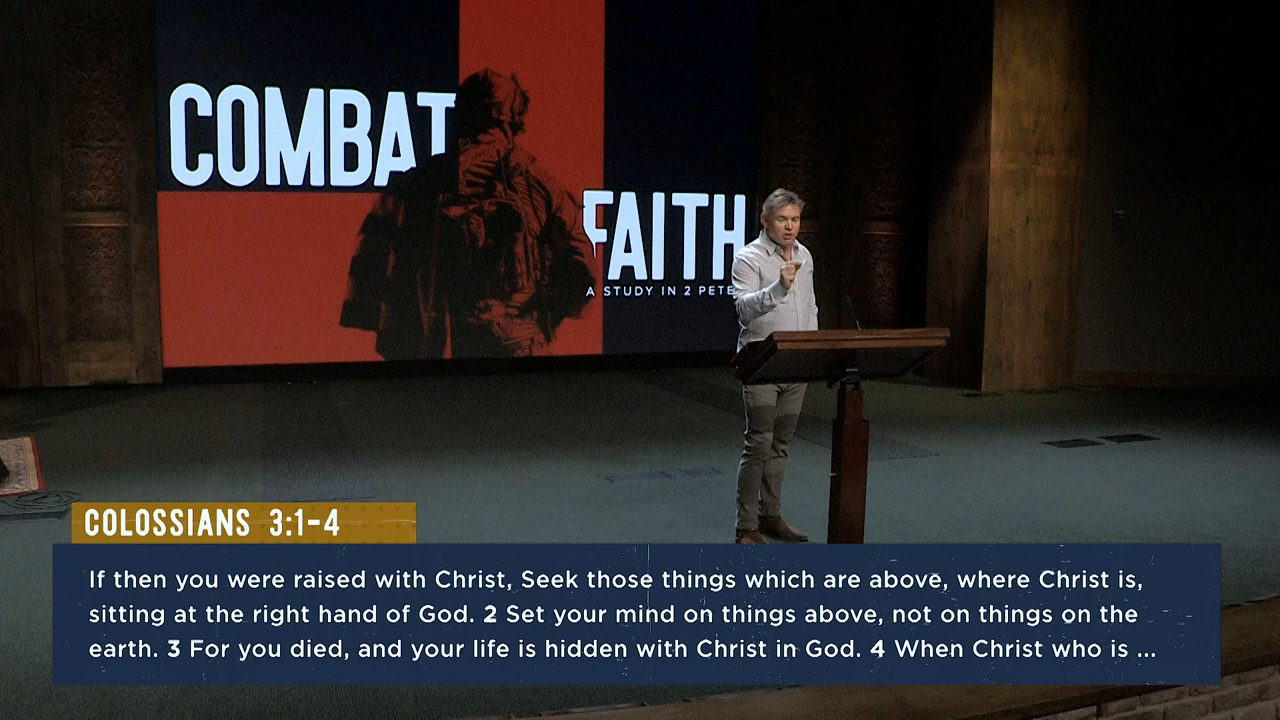 COMBAT
FAITH
A STUDY IN 2 PETE
COLOSSIANS 3:1-4
If then you were raised with Christ, Seek those things which are above, where Christ is,
sitting at the right hand of God. 2 Set your mind on things above, not on things on the
earth. 3 For you died, and your life is hidden with Christ in God. 4 When Christ who is ...